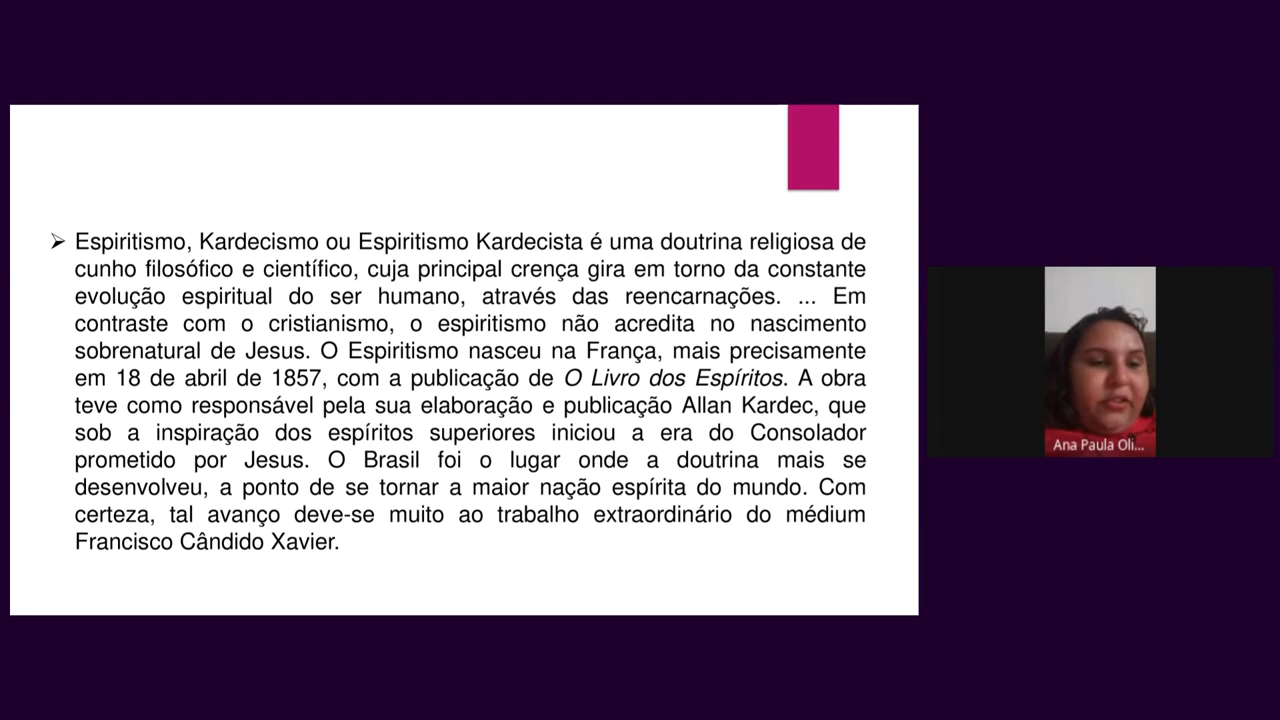 ➢ Espiritismo, Kardecismo ou Espiritismo Kardecista é uma doutrina religiosa de
cunho filosófico e científico, cuja principal crença gira em torno da constante
evolução espiritual do ser humano, através das reencarnações. ... Em
contraste com o cristianismo, o espiritismo não acredita no nascimento
sobrenatural de Jesus. O Espiritismo nasceu na França, mais precisamente
em 18 de abril de 1857, com a publicação de O Livro dos Espíritos. A obra
teve como responsável pela sua elaboração e publicação Allan Kardec, que
sob a inspiração dos espíritos superiores iniciou a era do Consolador
prometido por Jesus. O Brasil foi o lugar onde a doutrina mais se
desenvolveu, a ponto de se tornar a maior nação espírita do mundo. Com
certeza, tal avanço deve-se muito ao trabalho extraordinário do médium
Francisco Cândido Xavier.
Ana Paula Oli...